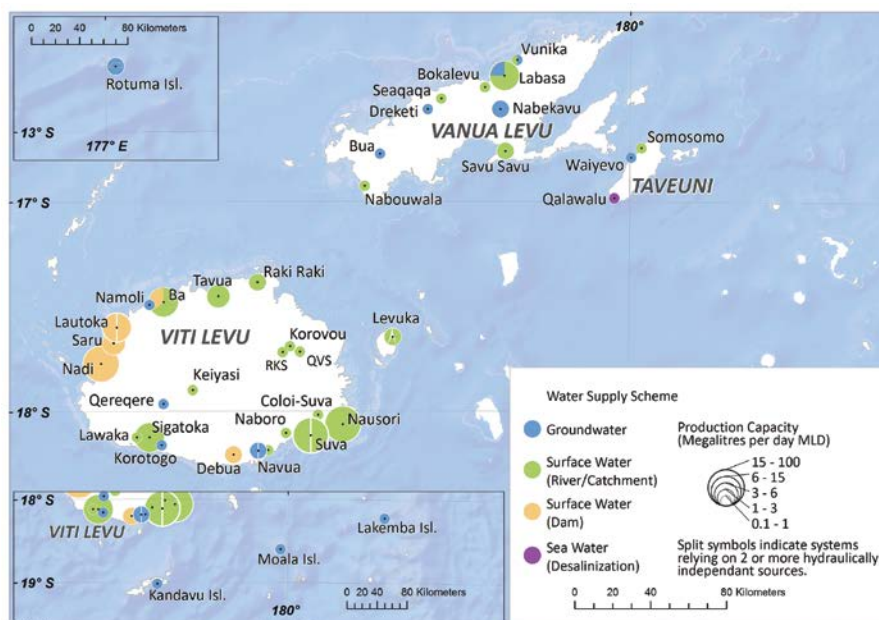 0 20 40 60 80 Kilometers
Rotuma Isl.
13° S
177° E
180°
Vunika
Bokalevu
Labasa
Seaqaqa
Dreketi
Nabekavu
VANUA LEVU
Bua
Savu Savu
Somosomo
Waiyevo
TAVEUNI
Nabouwala
Qalawalu
17° S
Raki Raki
Tavua
Namoli
Ba
Lautoka
Saru
VITI LEVU
Levuka
Korovou
RKS
QVS
Nadi
Keiyasi
Qereqere
Coloi-Suva
18° S
Naboro
Nausori
Lawaka
Sigatoka
Suva
Korotogo
Debua
Navua
Water Supply Scheme
Groundwater
Surface Water
(River/Catchment)
Surface Water
(Dam)
Sea Water
(Desalinization)
Production Capacity
(Megalitres per day MLD)
15 - 100
6 - 15
3 - 6
1 - 3
0.1 - 1
Split symbols indicate systems
relying on 2 or more hydraulically
independant sources.
0 20 40 60 80 Kilometers
18° S
VITI LEVU
Lakemba Isl.
Moala Isl.
19° S
Kandavu Isl.
180°
0 20 40 60 80 Kilometers